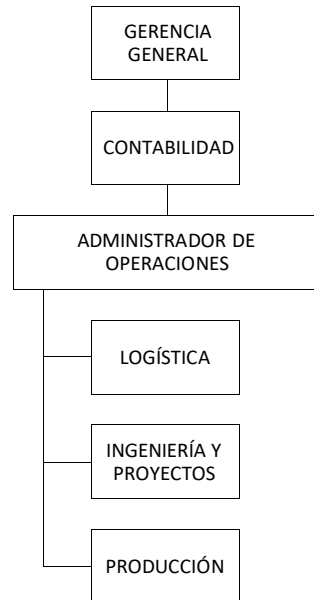 GERENCIA
GENERAL
CONTABILIDAD
ADMINISTRADOR DE
OPERACIONES
LOGÍSTICA
INGENIERÍA Y
PROYECTOS
PRODUCCIÓN